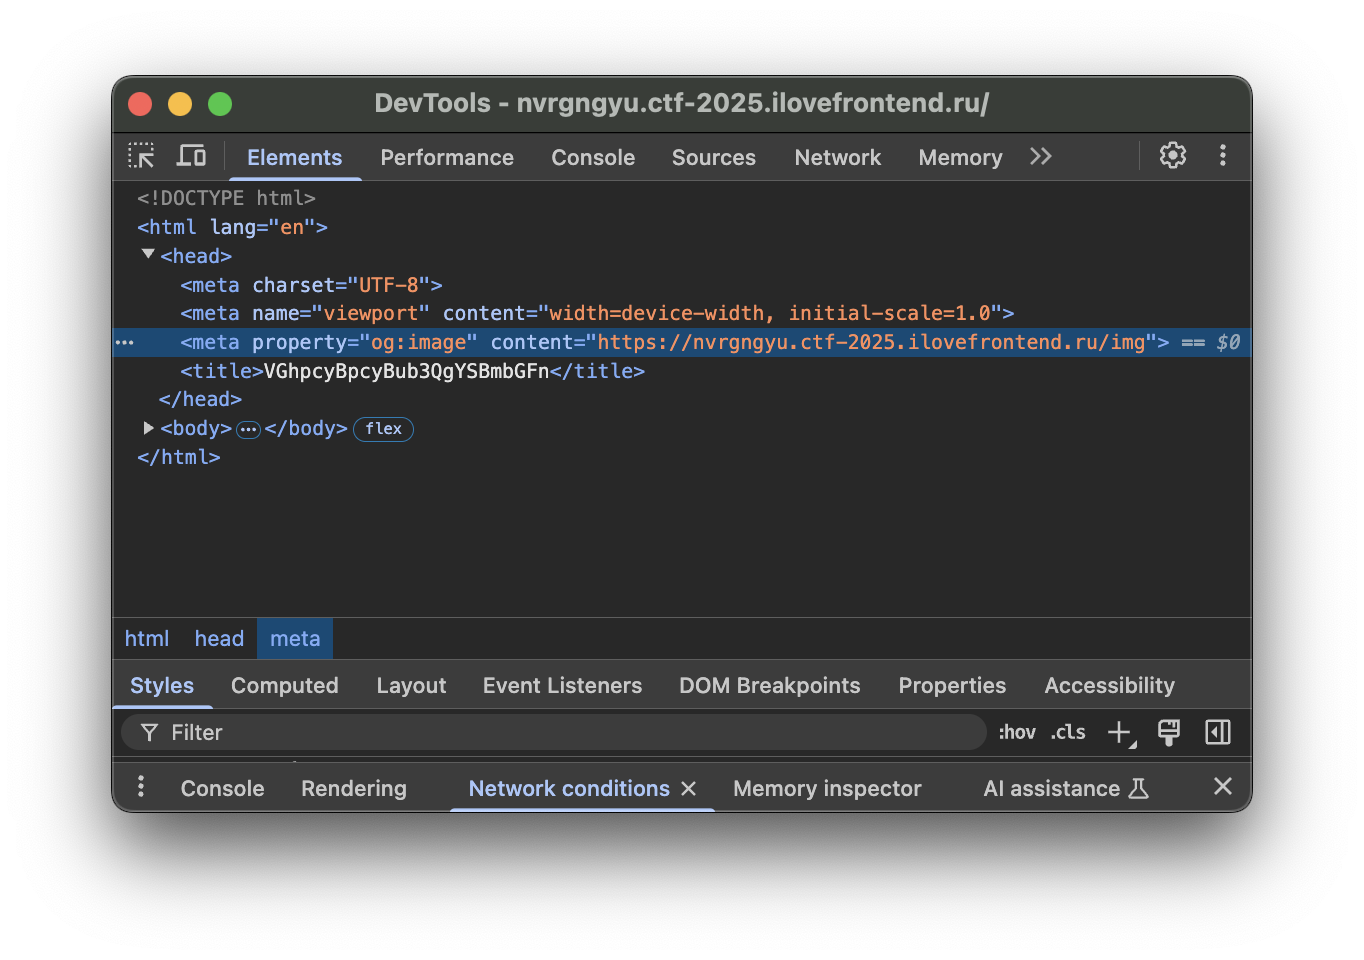 DevTools - nvrgngyu.ctf-2025.ilovefrontend.ru/
Elements Performance Console Sources Network Memory
<!DOCTYPE html>
<html lang="en">
<head>
<meta charset="UTF-8">
<meta name="viewport" content="width=device-width, initial-scale=1.0">
<meta property="og:image" content="https://nvrgngyu.ctf-2025.ilovefrontend.ru/img"> == $0
<title>VGhpcyBpcyBub3QgYSBmbGFn</title>
</head>
<body>…</body> flex
</html>
html head meta
Styles Computed Layout Event Listeners DOM Breakpoints Properties Accessibility
Filter :hov .cls
Console Rendering Network conditions Memory inspector AI assistance